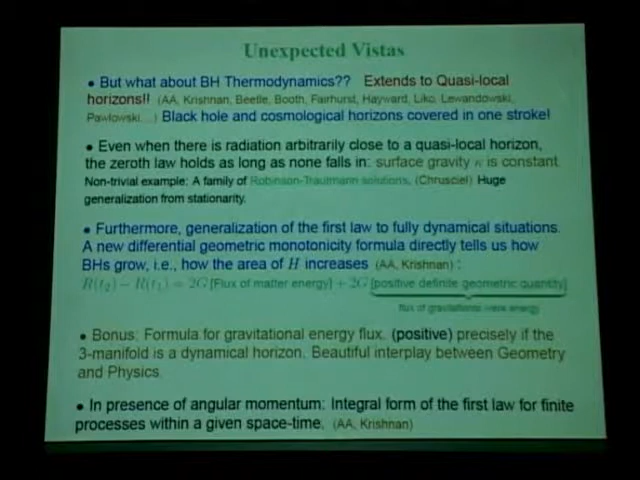 Unexpected Vistas
• But what about BH Thermodynamics?? Extends to Quasi-local
horizons!! (AA, Krishnan, Beetle, Booth, Fairhurst, Hayward, Liko, Lewandowski,
Pawlowski,...) Black hole and cosmological horizons covered in one stroke!
• Even when there is radiation arbitrarily close to a quasi-local horizon,
the zeroth law holds as long as none falls in: surface gravity κ is constant.
Non-trivial example: A family of Robinson-Trautmann solutions, (Chrusciel) Huge
generalization from stationarity.
• Furthermore, generalization of the first law to fully dynamical situations.
A new differential geometric monotonicity formula directly tells us how
BHs grow, i.e., how the area of H increases (AA, Krishnan) :
R(t₂) − R(t₁) = 2G [Flux of matter energy] + 2G [positive definite geometric quantity]
flux of gravitational wave energy
• Bonus: Formula for gravitational energy flux. (positive) precisely if the
3-manifold is a dynamical horizon. Beautiful interplay between Geometry
and Physics.
• In presence of angular momentum: Integral form of the first law for finite
processes within a given space-time. (AA, Krishnan)